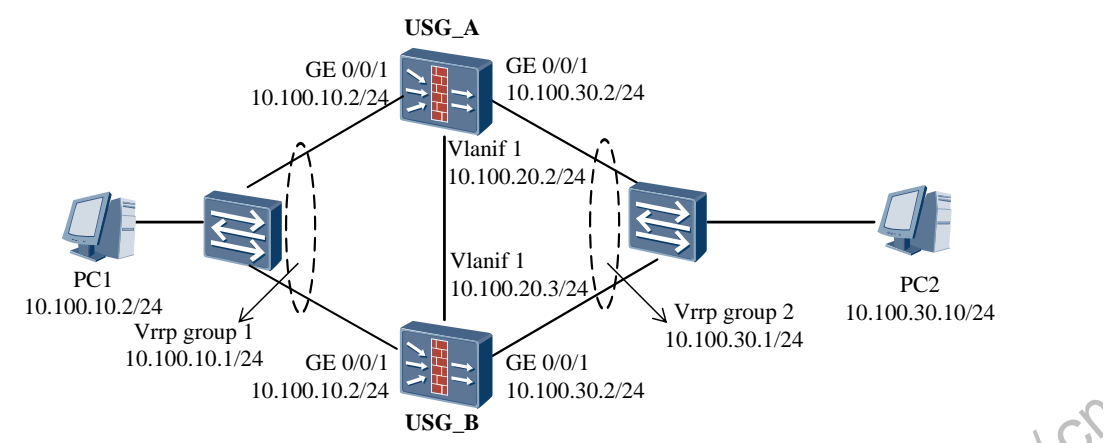 USG_A
GE 0/0/1
10.100.10.2/24
GE 0/0/1
10.100.30.2/24
Vlanif 1
10.100.20.2/24
PC1
10.100.10.2/24
Vlanif 1
10.100.20.3/24
PC2
10.100.30.10/24
Vrrp group 1
10.100.10.1/24
Vrrp group 2
10.100.30.1/24
GE 0/0/1
10.100.10.2/24
GE 0/0/1
10.100.30.2/24
USG_B
/cn